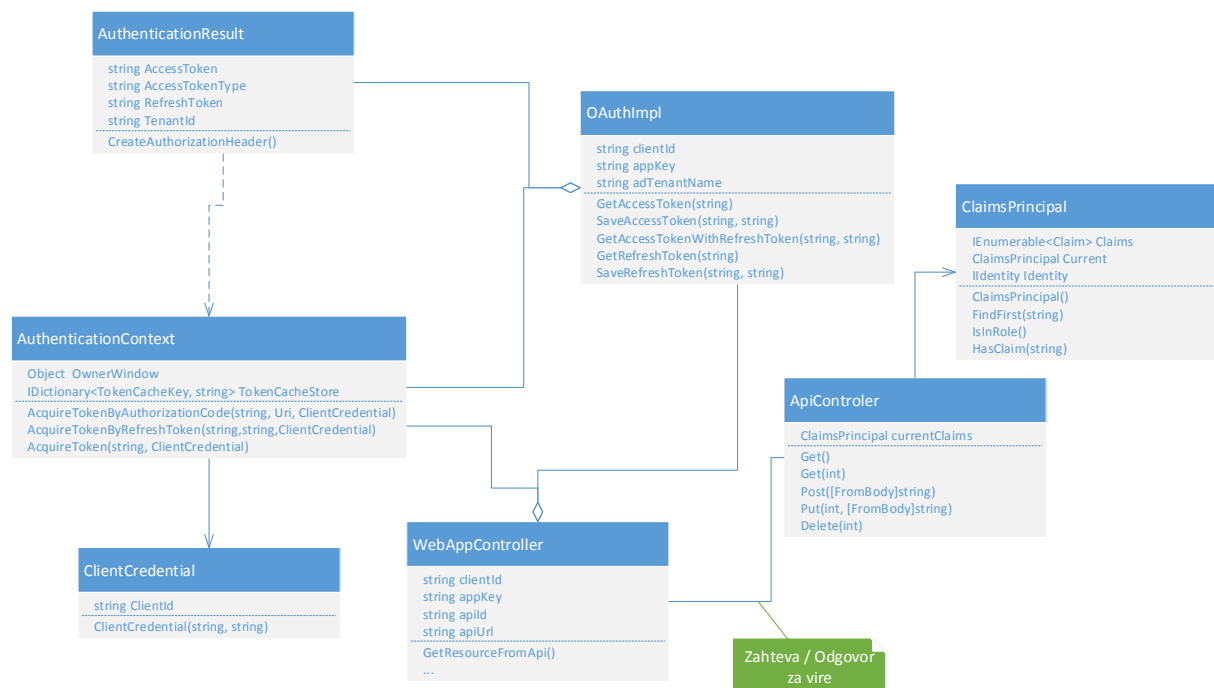 AuthenticationResult
string AccessToken
string AccessTokenType
string RefreshToken
string TenantId
CreateAuthorizationHeader()
OAuthImpl
string clientId
string appKey
string adTenantName
GetAccessToken(string)
SaveAccessToken(string, string)
GetAccessTokenWithRefreshToken(string, string)
GetRefreshToken(string)
SaveRefreshToken(string, string)
ClaimsPrincipal
IEnumerable<Claim> Claims
ClaimsPrincipal Current
IIdentity Identity
ClaimsPrincipal()
FindFirst(string)
IsInRole()
HasClaim(string)
AuthenticationContext
Object OwnerWindow
IDictionary<TokenCacheKey, string> TokenCacheStore
AcquireTokenByAuthorizationCode(string, Uri, ClientCredential)
AcquireTokenByRefreshToken(string,string,ClientCredential)
AcquireToken(string, ClientCredential)
ApiControler
ClaimsPrincipal currentClaims
Get()
Get(int)
Post([FromBody]string)
Put(int, [FromBody]string)
Delete(int)
ClientCredential
string ClientId
ClientCredential(string, string)
WebAppController
string clientId
string appKey
string apiId
string apiUrl
GetResourceFromApi()
...
Zahteva / Odgovor
za vire